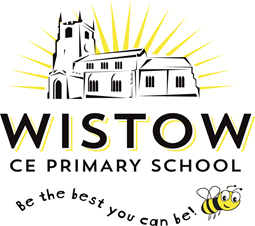 WISTOW
CE PRIMARY SCHOOL
Be the best you can be!